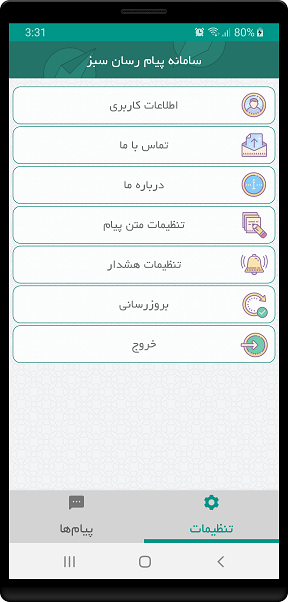 3:31 80%
سامانه پیام رسان سبز
اطلاعات کاربری
تماس با ما
درباره ما
تنظیمات متن پیام
تنظیمات هشدار
بروزرسانی
خروج
تنظیمات پیام‌ها